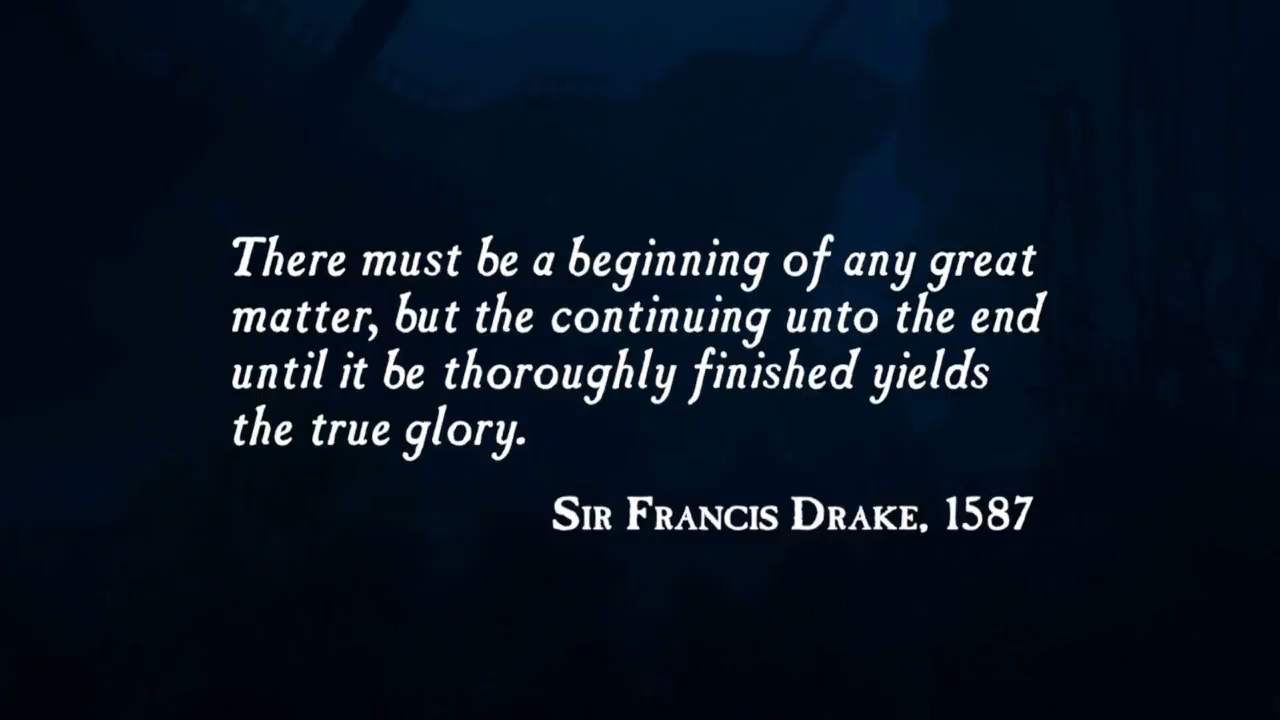 There must be a beginning of any great
matter, but the continuing unto the end
until it be thoroughly finished yields
the true glory.
Sir Francis Drake, 1587